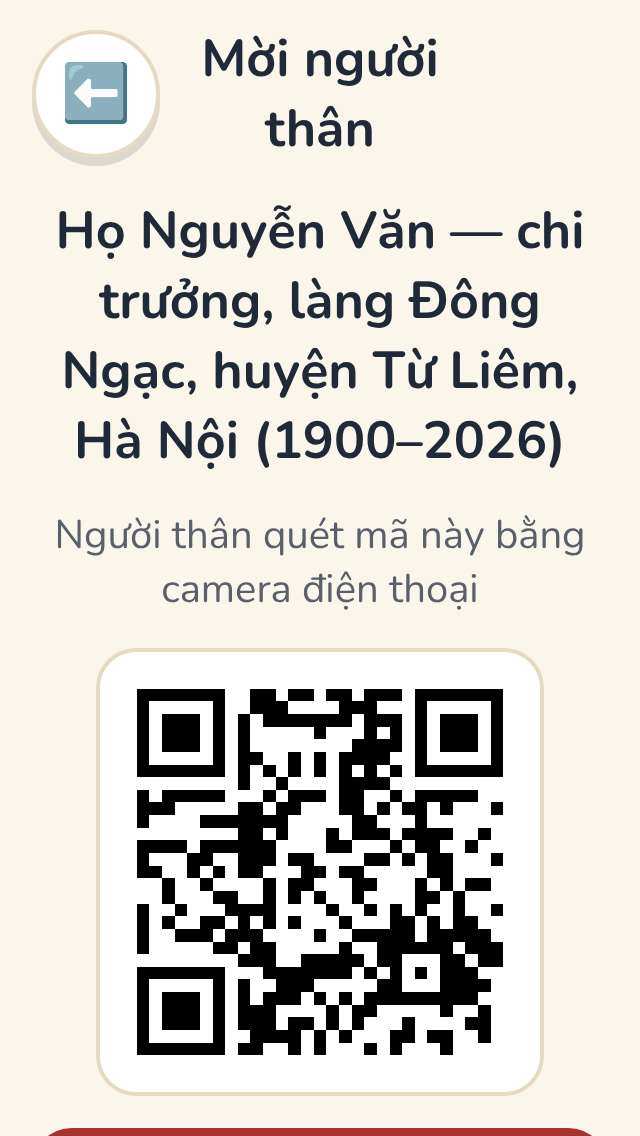 Mời người
thân
Họ Nguyễn Văn — chi
trưởng, làng Đông
Ngạc, huyện Từ Liêm,
Hà Nội (1900–2026)
Người thân quét mã này bằng
camera điện thoại